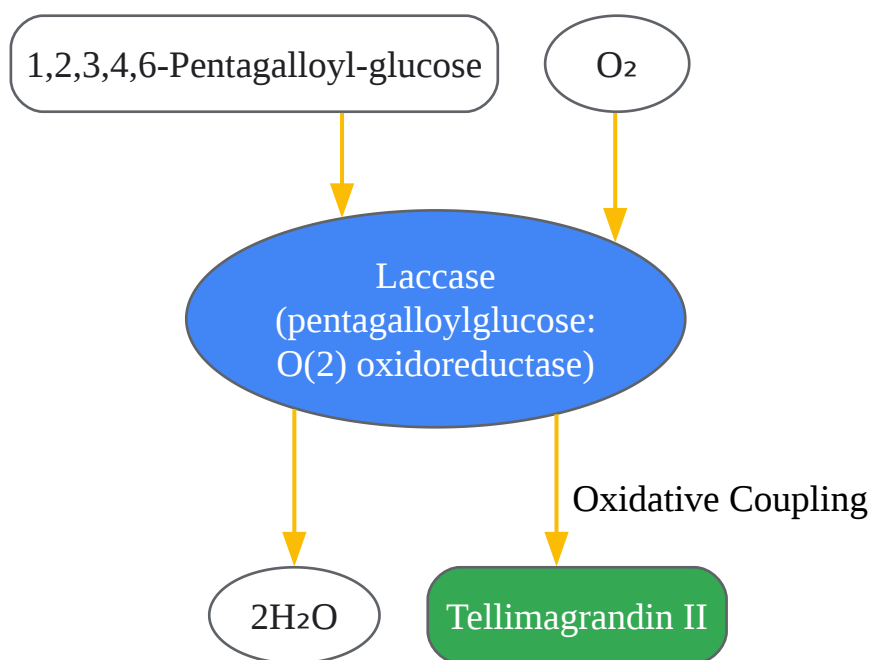 1,2,3,4,6-Pentagalloyl-glucose
O₂
Laccase
(pentagalloylglucose:
O(2) oxidoreductase)
Oxidative Coupling
2H₂O
Tellimagrandin II